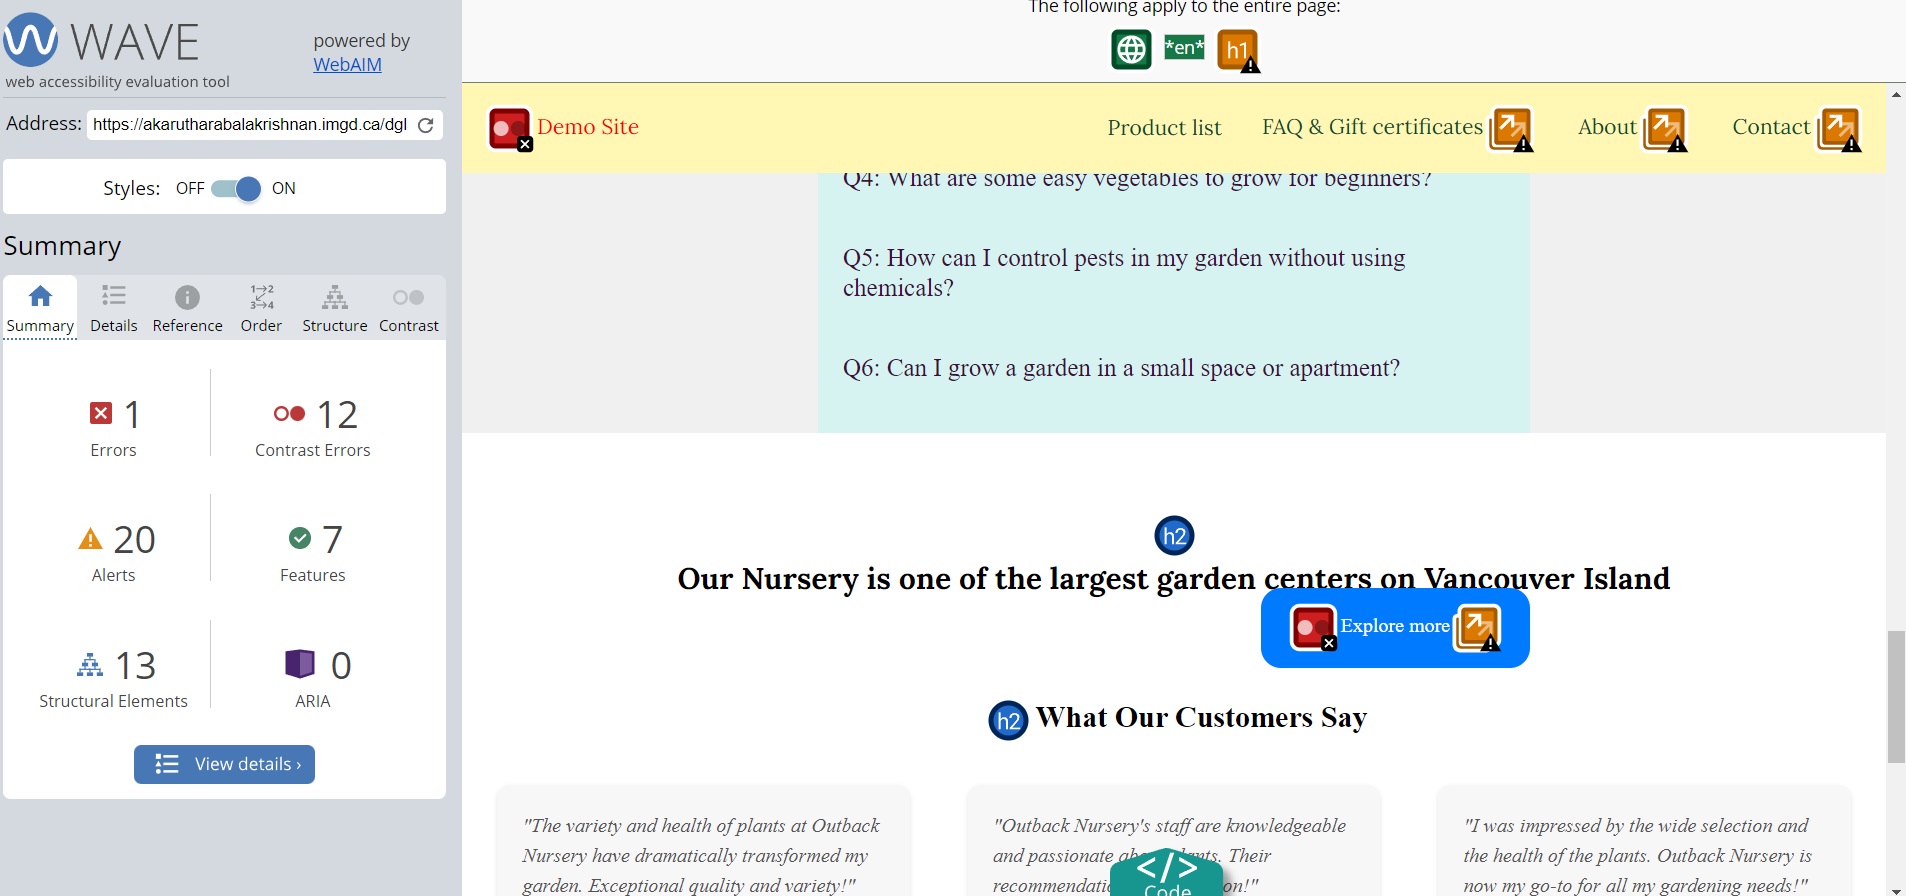 WAVE
powered by
WebAIM
web accessibility evaluation tool
Address: https://akarutharabalakrishnan.imgd.ca/dgl
Styles: OFF ON
Summary
Summary Details Reference Order Structure Contrast
1 12
Errors Contrast Errors
20 7
Alerts Features
13 0
Structural Elements ARIA
View details ›
The following apply to the entire page:
*en* h1
Demo Site Product list FAQ & Gift certificates About Contact
Q4: What are some easy vegetables to grow for beginners?
Q5: How can I control pests in my garden without using
chemicals?
Q6: Can I grow a garden in a small space or apartment?
h2
Our Nursery is one of the largest garden centers on Vancouver Island
Explore more
h2 What Our Customers Say
"The variety and health of plants at Outback
Nursery have dramatically transformed my
garden. Exceptional quality and variety!"
"Outback Nursery's staff are knowledgeable
and passionate Their
on!"
"I was impressed by the wide selection and
the health of the plants. Outback Nursery is
now my go-to for all my gardening needs!"
</> Code